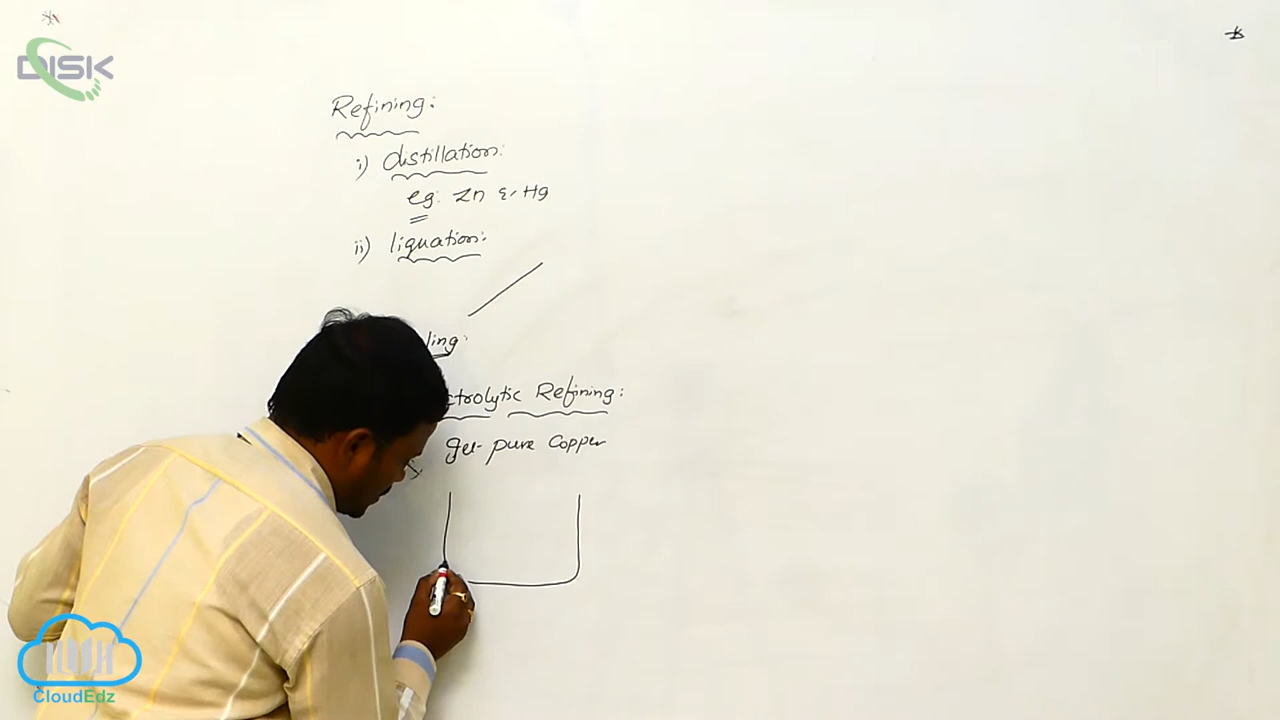 DISK
Refining:
i) distillation:
eg: Zn & Hg
ii) liquation:
ling:
ctrolytic Refining:
get pure Copper
CloudEdz